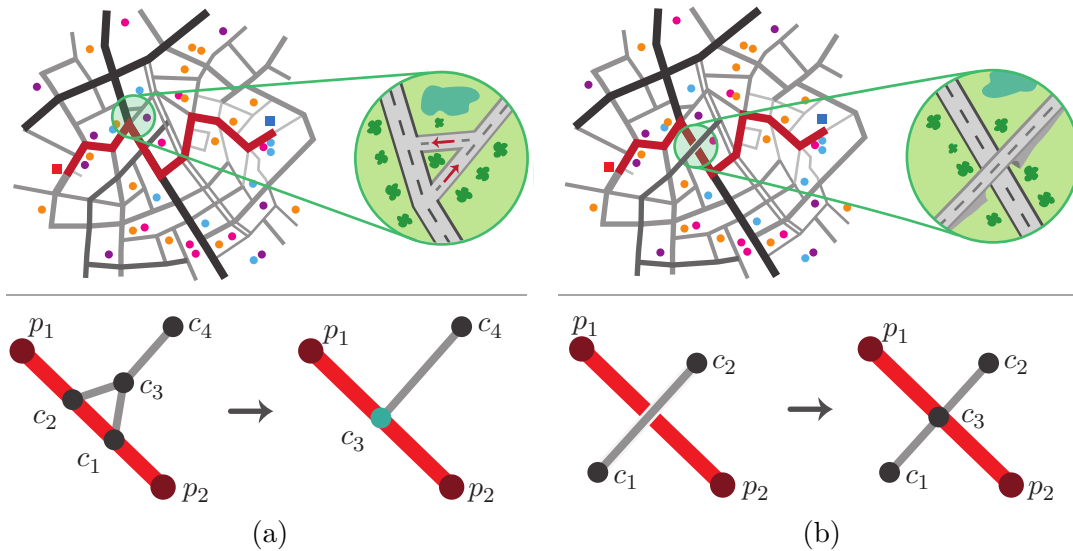 p₁
c₄
c₃
c₂
c₁
p₂
p₁
c₄
c₃
p₂
(a)
p₁
c₂
c₁
p₂
p₁
c₂
c₃
c₁
p₂
(b)